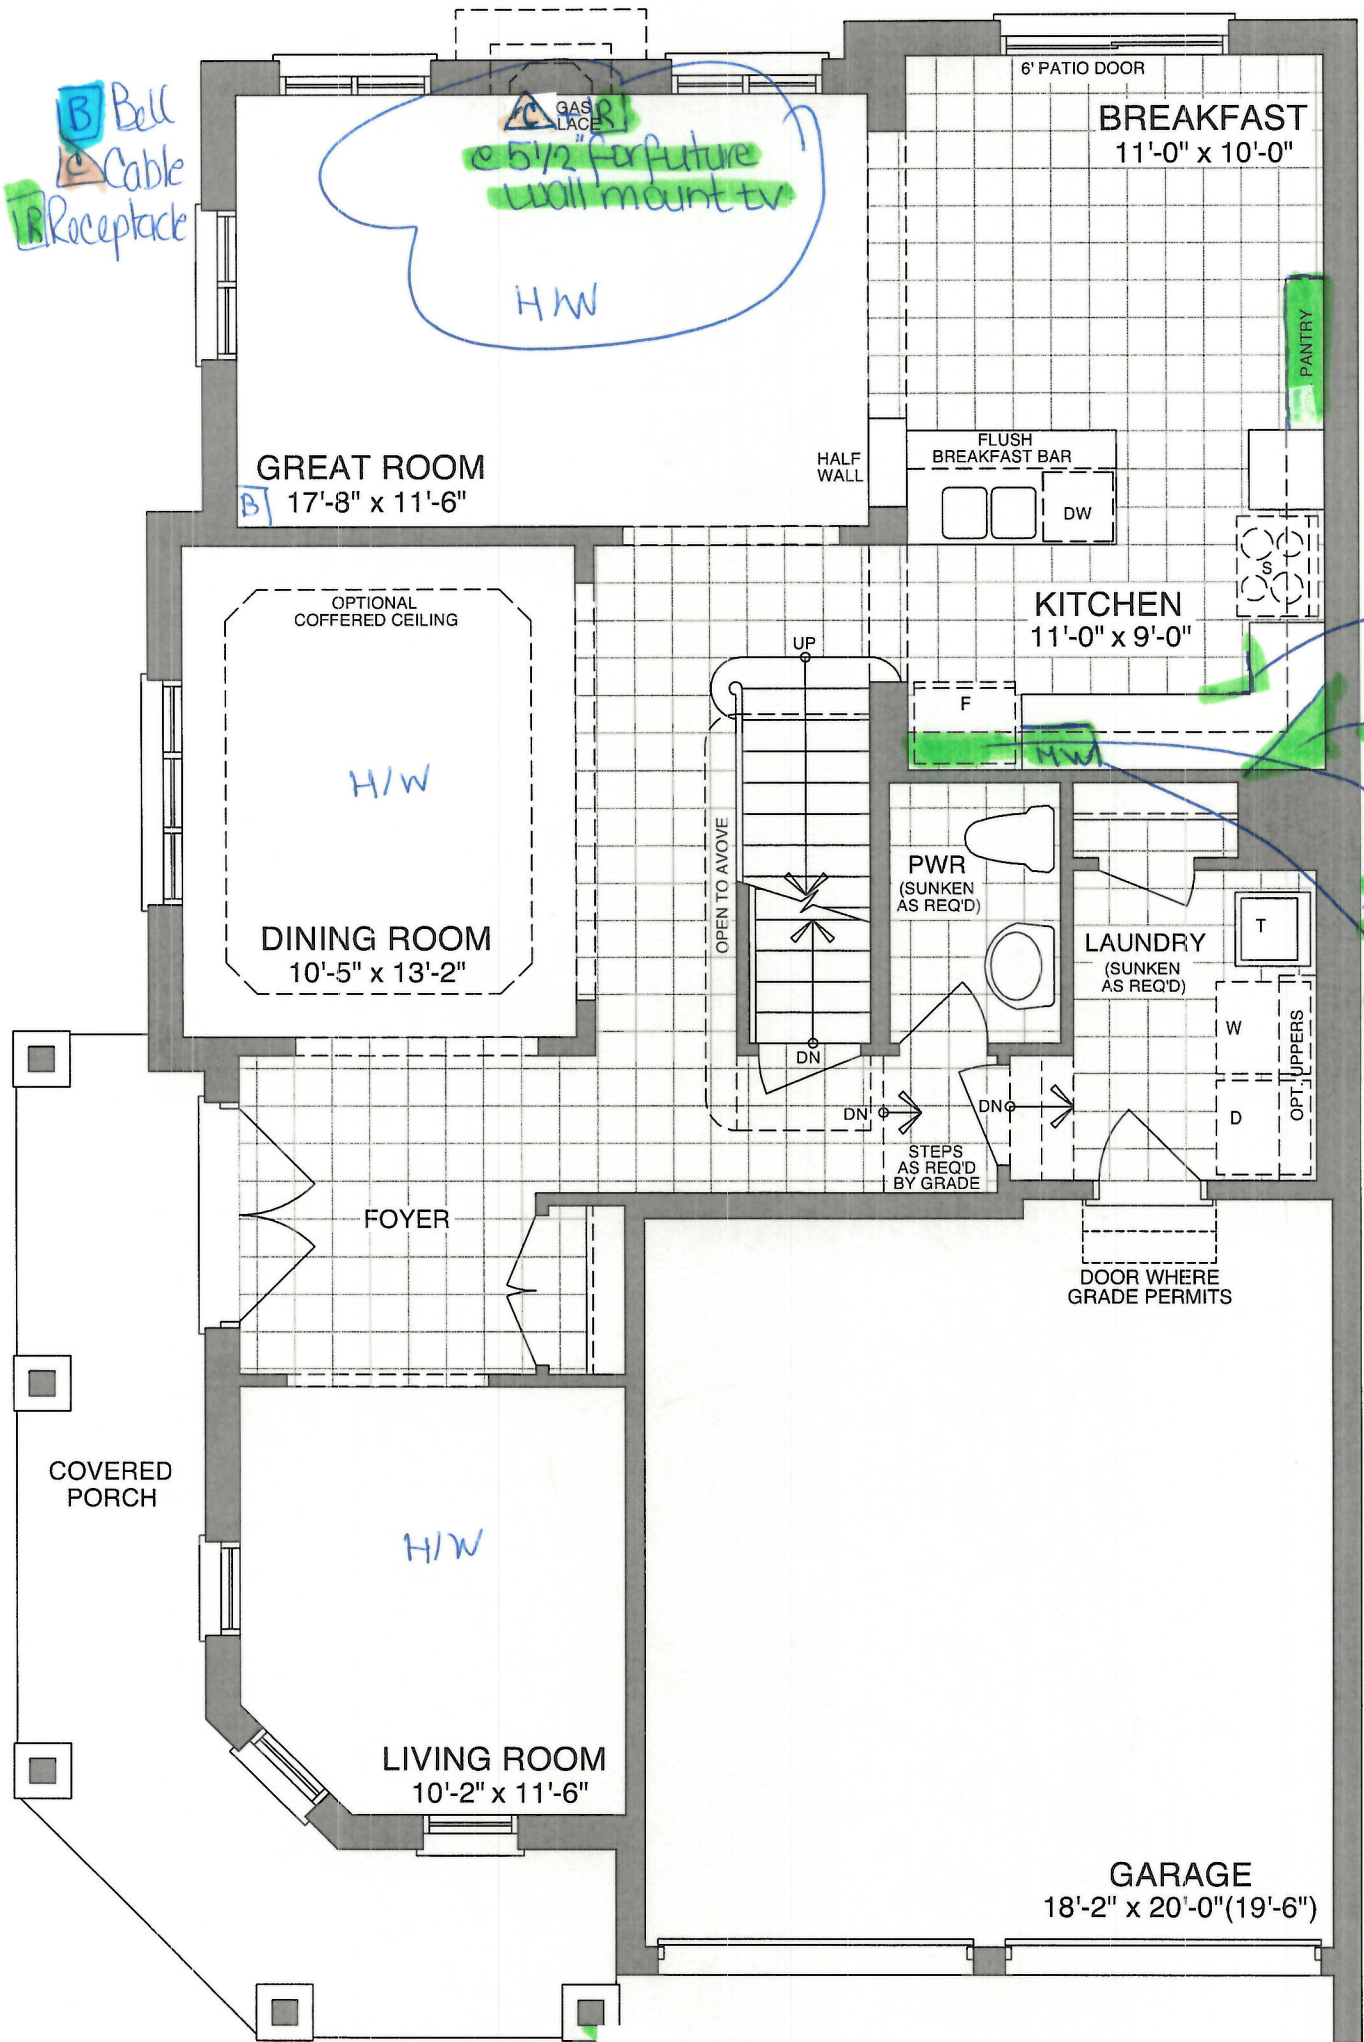 6' PATIO DOOR
B Bell
C Cable
R Receptacle
C GAS + R
LACE
@ 5 1/2" for future
wall mount tv
H/W
BREAKFAST
11'-0" x 10'-0"
PANTRY
GREAT ROOM
17'-8" x 11'-6"
B
HALF
WALL
FLUSH
BREAKFAST BAR
DW
S
OPTIONAL
COFFERED CEILING
KITCHEN
11'-0" x 9'-0"
UP
F
MW
H/W
OPEN TO AVOVE
PWR
(SUNKEN
AS REQ'D)
DINING ROOM
10'-5" x 13'-2"
LAUNDRY
(SUNKEN
AS REQ'D)
T
W
D
OPT. UPPERS
DN
DN
DN
STEPS
AS REQ'D
BY GRADE
FOYER
DOOR WHERE
GRADE PERMITS
COVERED
PORCH
H/W
LIVING ROOM
10'-2" x 11'-6"
GARAGE
18'-2" x 20'-0"(19'-6")